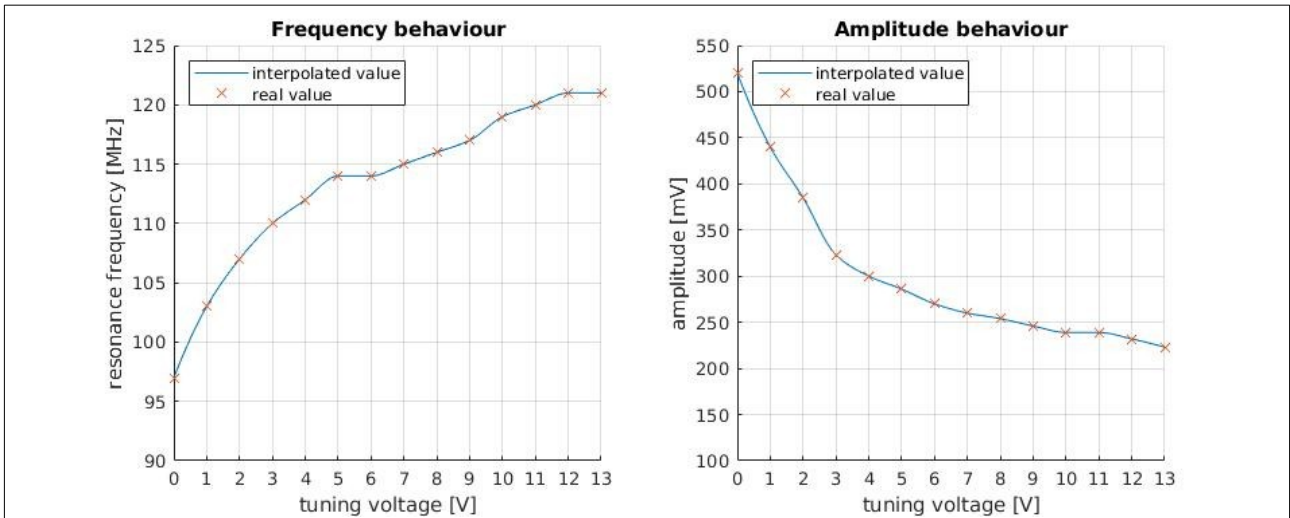 Frequency behaviour
125
120
115
110
105
100
95
90
resonance frequency [MHz]
interpolated value
real value
0 1 2 3 4 5 6 7 8 9 10 11 12 13
tuning voltage [V]
Amplitude behaviour
550
500
450
400
350
300
250
200
150
100
amplitude [mV]
interpolated value
real value
0 1 2 3 4 5 6 7 8 9 10 11 12 13
tuning voltage [V]